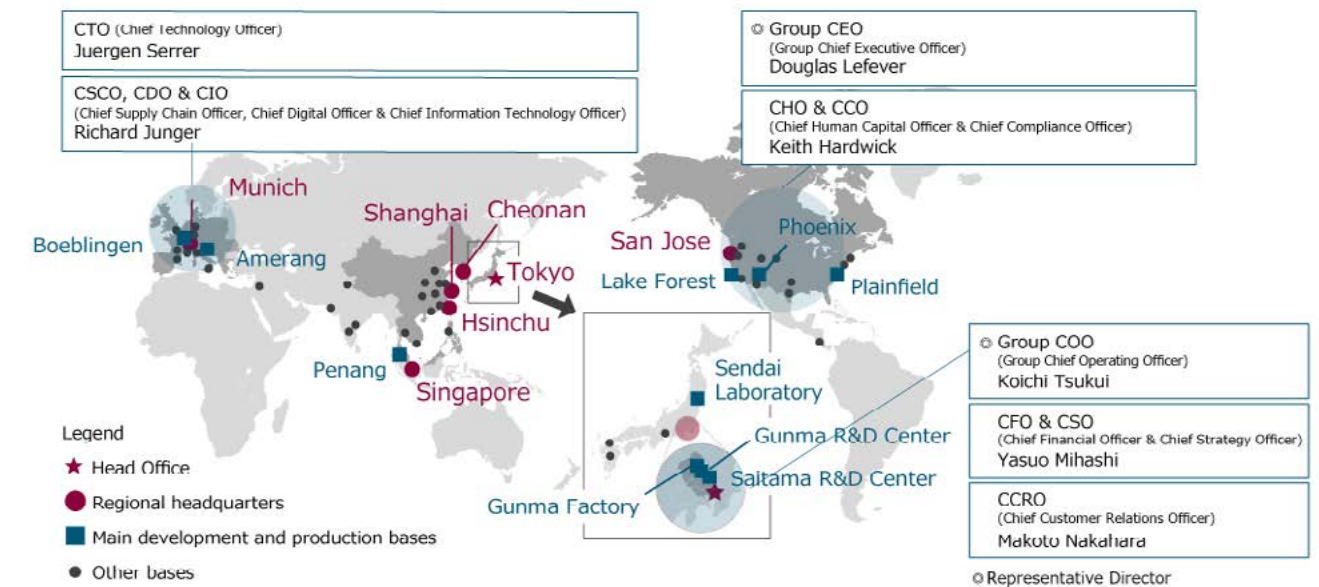 CTO (Chief Technology Officer)
Juergen Serrer
CSCO, CDO & CIO
(Chief Supply Chain Officer, Chief Digital Officer & Chief Information Technology Officer)
Richard Junger
◎ Group CEO
(Group Chief Executive Officer)
Douglas Lefever
CHO & CCO
(Chief Human Capital Officer & Chief Compliance Officer)
Keith Hardwick
Munich
Boeblingen
Amerang
Shanghai
Cheonan
Tokyo
Hsinchu
Penang
Singapore
San Jose
Phoenix
Lake Forest
Plainfield
Sendai
Laboratory
Gunma R&D Center
Saitama R&D Center
Gunma Factory
◎ Group COO
(Group Chief Operating Officer)
Koichi Tsukui
CFO & CSO
(Chief Financial Officer & Chief Strategy Officer)
Yasuo Mihashi
CCRO
(Chief Customer Relations Officer)
Makoto Nakahara
◎ Representative Director
Legend
Head Office
Regional headquarters
Main development and production bases
Other bases